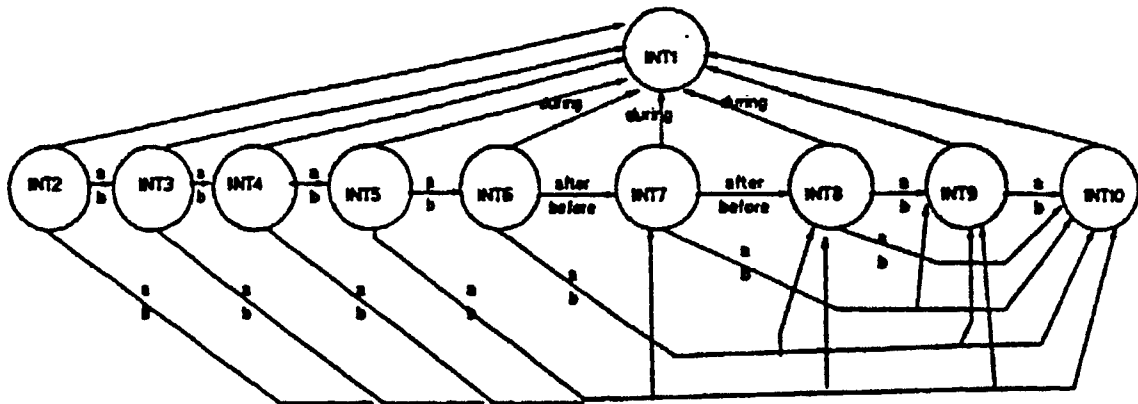 INT1
during
during
during
INT2
a
b
INT3
a
b
INT4
a
b
INT5
a
b
INT6
after
before
INT7
after
before
INT8
a
b
INT9
a
b
INT10
a
b
a
b
a
b
a
b
a
b
a
b
a
b